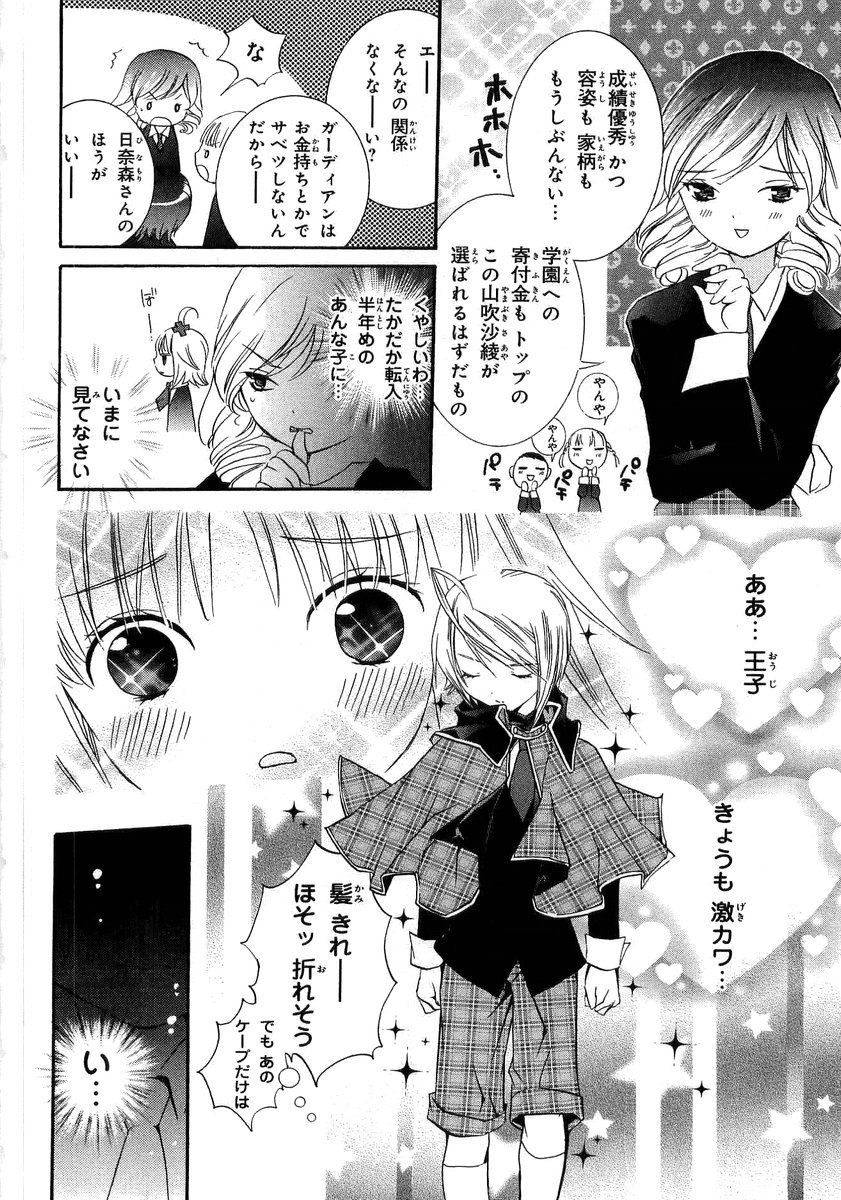 成績優秀かつ
容姿も家柄も
もうしぶんない…
ホホホ。
学園への
寄付金もトップの
この山吹沙綾が
選ばれるはずだもの
やんや
やんや
パチ
パチ
エ――
そんなの関係
なくな――い?
ガーディアンは
お金持ちとかで
サベツしないん
だから――
な
日奈森さんの
ほうが
いい――
くやしいわ…
たかだか転入
半年めの
あんな子に…
ぼ――
いまに
見てなさい
ああ…王子
きょうも激カワ…
髪きれ――
ほそッ折れそう
でもあの
ケープだけは
い…